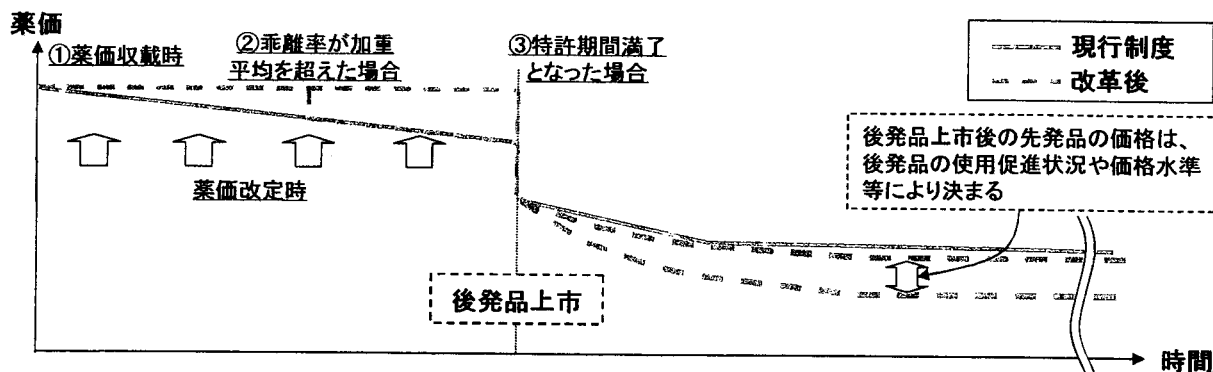 薬価
①薬価収載時
②乖離率が加重
平均を超えた場合
③特許期間満了
となった場合
現行制度
改革後
後発品上市後の先発品の価格は、
後発品の使用促進状況や価格水準
等により決まる
薬価改定時
後発品上市
時間